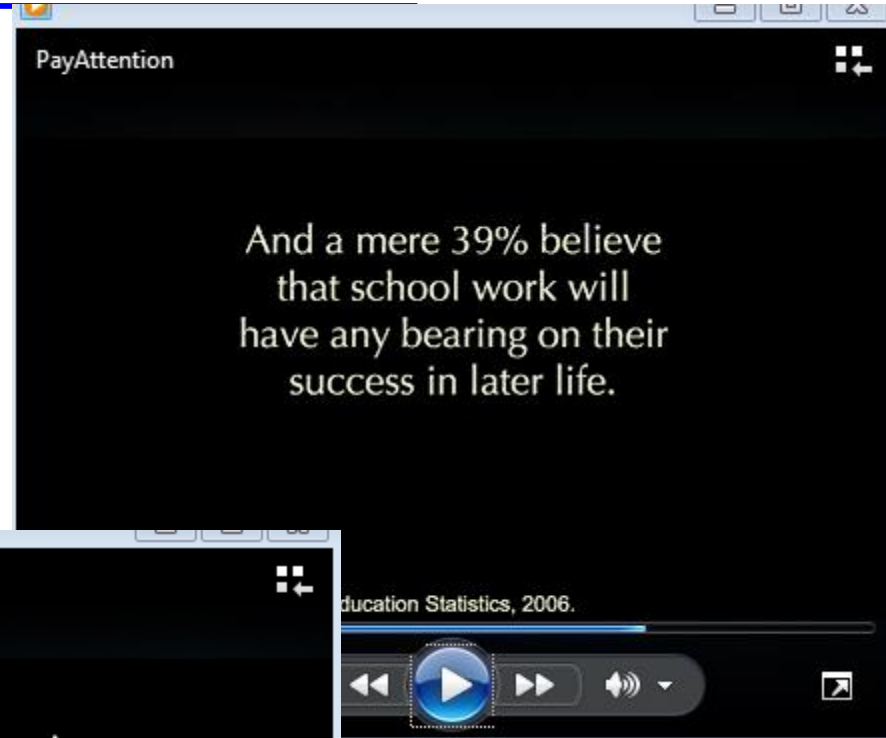 PayAttention
And a mere 39% believe
that school work will
have any bearing on their
success in later life.
Education Statistics, 2006.